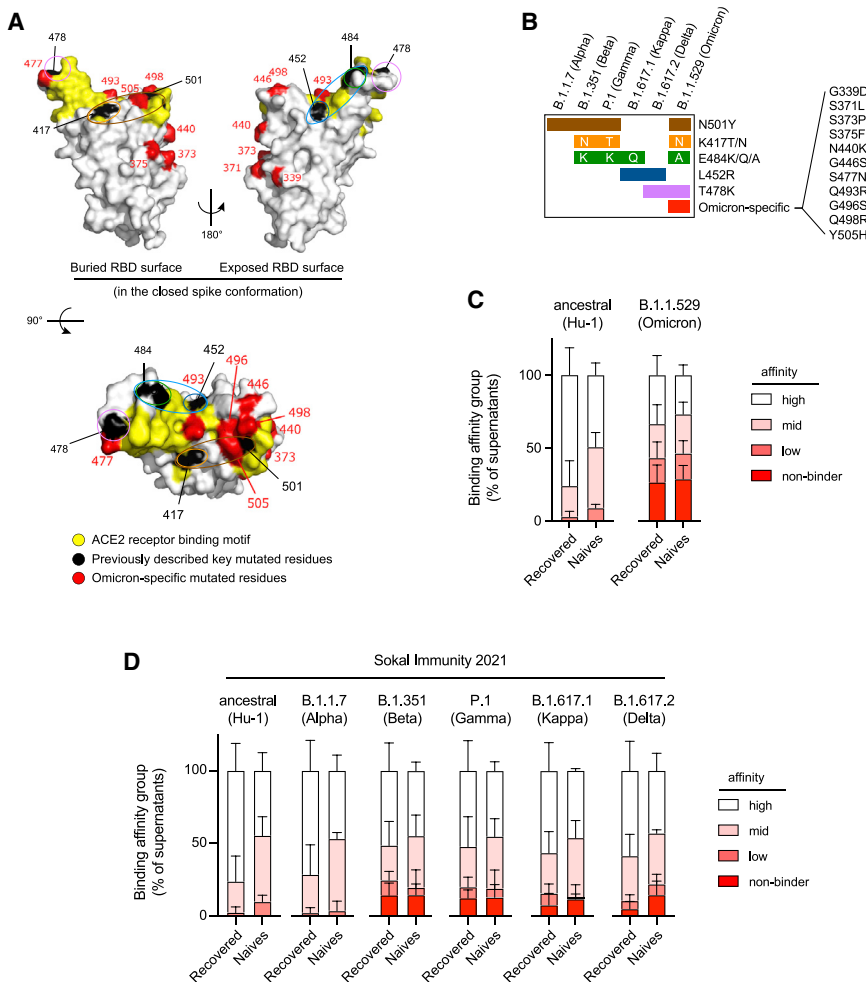 A
478
477
493
498
505
501
417
440
375
373
484
452
478
446
498
493
440
373
371
339
180°
Buried RBD surface
Exposed RBD surface
(in the closed spike conformation)
90°
484
452
493
496
446
498
440
373
478
477
417
501
505
ACE2 receptor binding motif
Previously described key mutated residues
Omicron-specific mutated residues
B
B.1.1.7 (Alpha)
B.1.351 (Beta)
P.1 (Gamma)
B.1.617.1 (Kappa)
B.1.617.2 (Delta)
B.1.1.529 (Omicron)
N501Y
N T N K417T/N
K K Q A E484K/Q/A
L452R
T478K
Omicron-specific
G339D
S371L
S373P
S375F
N440K
G446S
S477N
Q493R
G496S
Q498R
Y505H
C
ancestral
(Hu-1)
B.1.1.529
(Omicron)
Binding affinity group
(% of supernatants)
100
50
0
Recovered
Naives
Recovered
Naives
affinity
high
mid
low
non-binder
D
Sokal Immunity 2021
ancestral
(Hu-1)
B.1.1.7
(Alpha)
B.1.351
(Beta)
P.1
(Gamma)
B.1.617.1
(Kappa)
B.1.617.2
(Delta)
Binding affinity group
(% of supernatants)
100
50
0
Recovered
Naives
Recovered
Naives
Recovered
Naives
Recovered
Naives
Recovered
Naives
Recovered
Naives
affinity
high
mid
low
non-binder